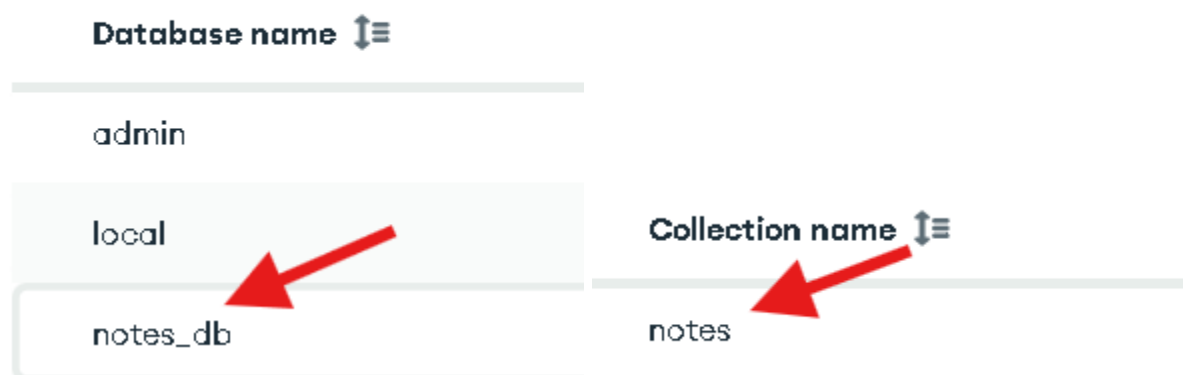 Database name
admin
local
notes_db
Collection name
notes